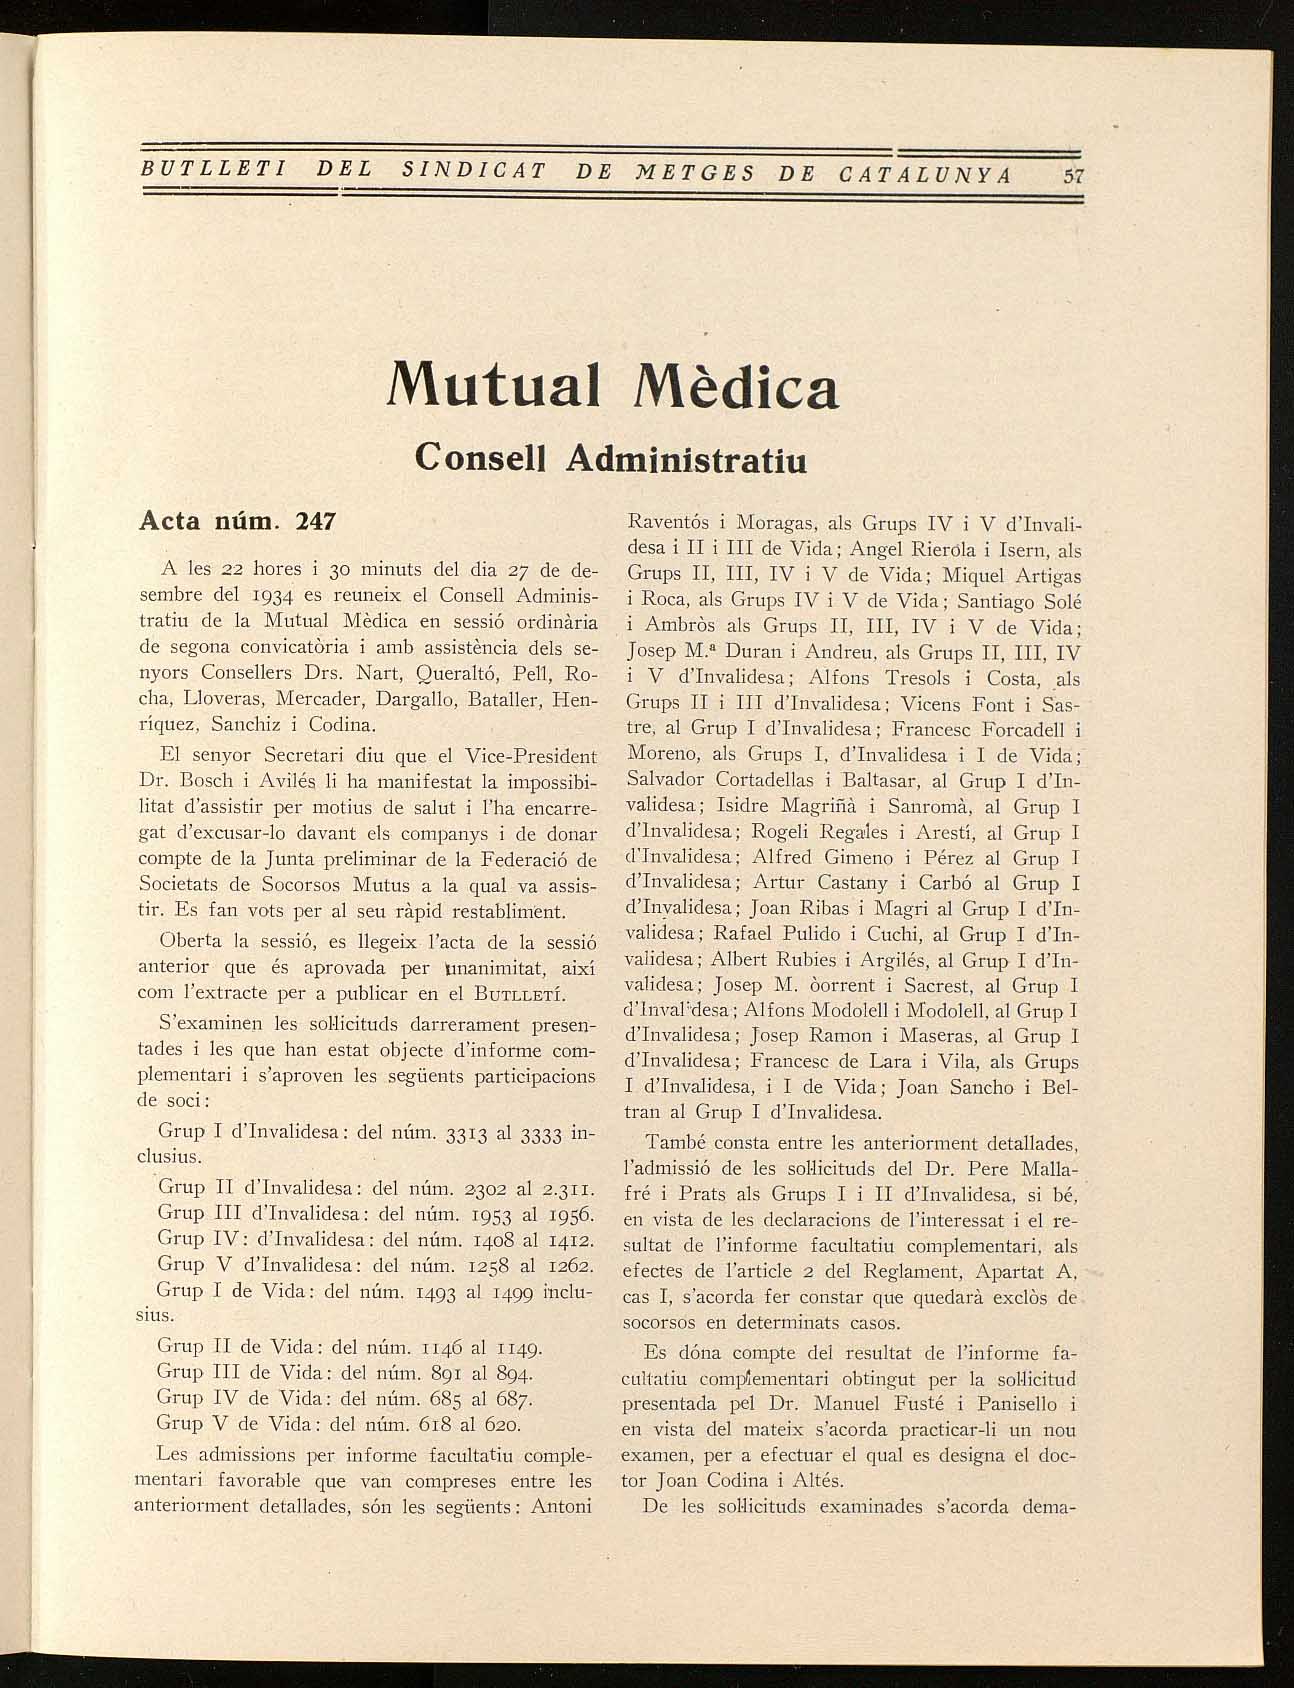 BUTLLETI DEL SINDICAT DE METGES DE CATALUNYA 57
Mutual Mèdica
Consell Administratiu
Acta núm. 247
A les 22 hores i 30 minuts del dia 27 de de-
sembre del 1934 es reuneix el Consell Adminis-
tratiu de la Mutual Mèdica en sessió ordinària
de segona convicatòria i amb assistència dels se-
nyors Consellers Drs. Nart, Queraltó, Pell, Ro-
cha, Lloveras, Mercader, Dargallo, Bataller, Hen-
ríquez, Sanchiz i Codina.
El senyor Secretari diu que el Vice-President
Dr. Bosch i Avilés li ha manifestat la impossibi-
litat d'assistir per motius de salut i l'ha encarre-
gat d'excusar-lo davant els companys i de donar
compte de la Junta preliminar de la Federació de
Societats de Socorsos Mutus a la qual va assis-
tir. Es fan vots per al seu ràpid restabliment.
Oberta la sessió, es llegeix l'acta de la sessió
anterior que és aprovada per unanimitat, així
com l'extracte per a publicar en el BUTLLETÍ.
S'examinen les sol·licituds darrerament presen-
tades i les que han estat objecte d'informe com-
plementari i s'aproven les següents participacions
de soci:
Grup I d'Invalidesa: del núm. 3313 al 3333 in-
clusius.
Grup II d'Invalidesa: del núm. 2302 al 2.311.
Grup III d'Invalidesa: del núm. 1953 al 1956.
Grup IV: d'Invalidesa: del núm. 1408 al 1412.
Grup V d'Invalidesa: del núm. 1258 al 1262.
Grup I de Vida: del núm. 1493 al 1499 inclu-
sius.
Grup II de Vida: del núm. 1146 al 1149.
Grup III de Vida: del núm. 891 al 894.
Grup IV de Vida: del núm. 685 al 687.
Grup V de Vida: del núm. 618 al 620.
Les admissions per informe facultatiu comple-
mentari favorable que van compreses entre les
anteriorment detallades, són les següents: Antoni
Raventós i Moragas, als Grups IV i V d'Invali-
desa i II i III de Vida; Angel Rieróla i Isern, als
Grups II, III, IV i V de Vida; Miquel Artigas
i Roca, als Grups IV i V de Vida; Santiago Solé
i Ambròs als Grups II, III, IV i V de Vida;
Josep M.ª Duran i Andreu, als Grups II, III, IV
i V d'Invalidesa; Alfons Tresols i Costa, als
Grups II i III d'Invalidesa; Vicens Font i Sas-
tre, al Grup I d'Invalidesa; Francesc Forcadell i
Moreno, als Grups I, d'Invalidesa i I de Vida;
Salvador Cortadellas i Baltasar, al Grup I d'In-
validesa; Isidre Magriñà i Sanromà, al Grup I
d'Invalidesa; Rogeli Regales i Arestí, al Grup I
d'Invalidesa; Alfred Gimeno i Pérez al Grup I
d'Invalidesa; Artur Castany i Carbó al Grup I
d'Invalidesa; Joan Ribas i Magri al Grup I d'In-
validesa; Rafael Pulido i Cuchi, al Grup I d'In-
validesa; Albert Rubies i Argilés, al Grup I d'In-
validesa; Josep M. òorrent i Sacrest, al Grup I
d'Inval'desa; Alfons Modolell i Modolell, al Grup I
d'Invalidesa; Josep Ramon i Maseras, al Grup I
d'Invalidesa; Francesc de Lara i Vila, als Grups
I d'Invalidesa, i I de Vida; Joan Sancho i Bel-
tran al Grup I d'Invalidesa.
També consta entre les anteriorment detallades,
l'admissió de les sol·licituds del Dr. Pere Malla-
fré i Prats als Grups I i II d'Invalidesa, si bé,
en vista de les declaracions de l'interessat i el re-
sultat de l'informe facultatiu complementari, als
efectes de l'article 2 del Reglament, Apartat A,
cas I, s'acorda fer constar que quedarà exclòs de
socorsos en determinats casos.
Es dóna compte del resultat de l'informe fa-
cultatiu complementari obtingut per la sol·licitud
presentada pel Dr. Manuel Fusté i Panisello i
en vista del mateix s'acorda practicar-li un nou
examen, per a efectuar el qual es designa el doc-
tor Joan Codina i Altés.
De les sol·licituds examinades s'acorda dema-